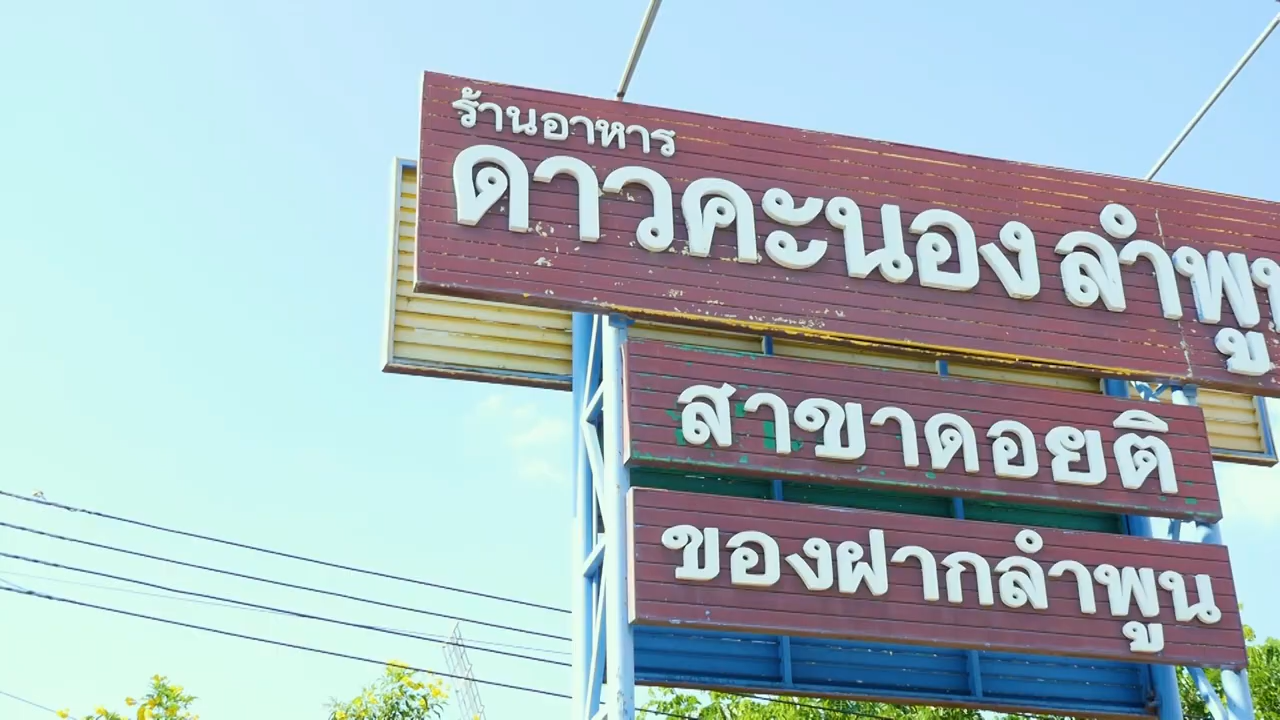 ร้านอาหาร
ดาวคะนอง ลำพูน
สาขาดอยติ
ของฝากลำพูน